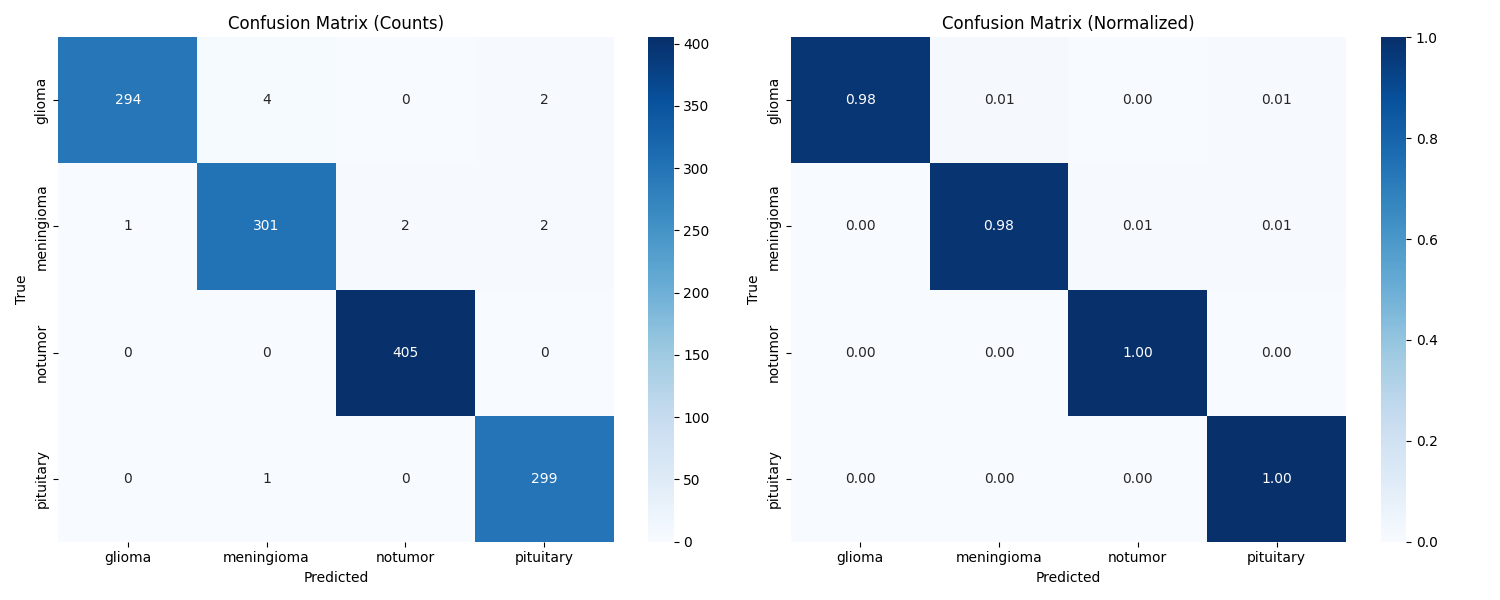 Confusion Matrix (Counts)
True
glioma 294 4 0 2
meningioma 1 301 2 2
notumor 0 0 405 0
pituitary 0 1 0 299
glioma meningioma notumor pituitary
Predicted
400
350
300
250
200
150
100
50
0
Confusion Matrix (Normalized)
True
glioma 0.98 0.01 0.00 0.01
meningioma 0.00 0.98 0.01 0.01
notumor 0.00 0.00 1.00 0.00
pituitary 0.00 0.00 0.00 1.00
glioma meningioma notumor pituitary
Predicted
1.0
0.8
0.6
0.4
0.2
0.0